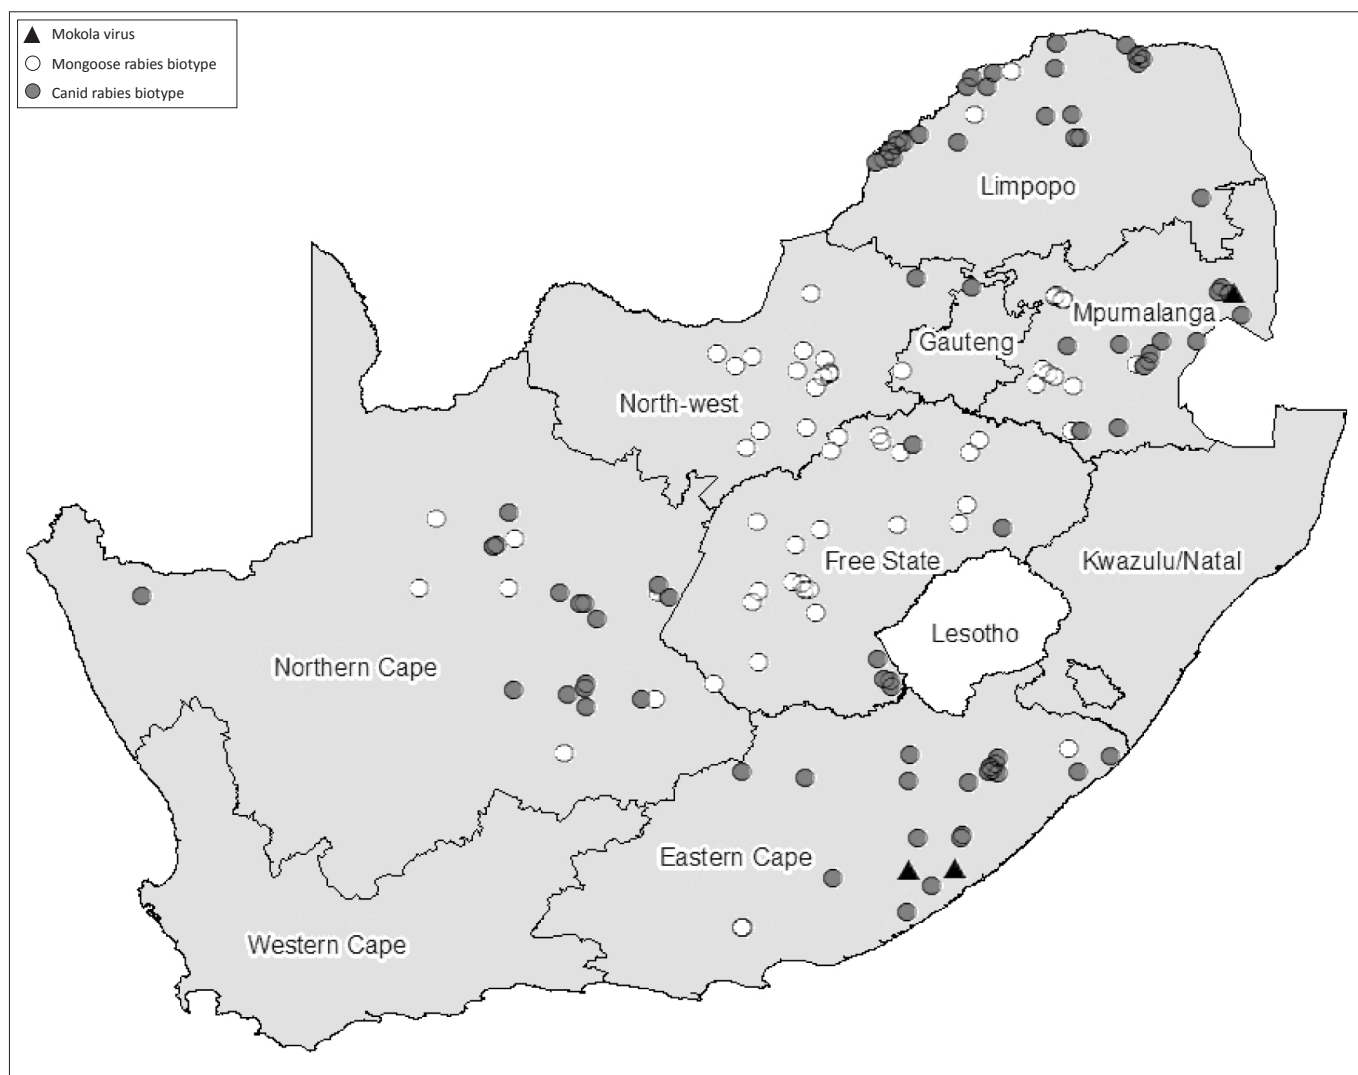 Mokola virus
Mongoose rabies biotype
Canid rabies biotype
Limpopo
Mpumalanga
Gauteng
North-west
Free State
Kwazulu/Natal
Lesotho
Northern Cape
Eastern Cape
Western Cape